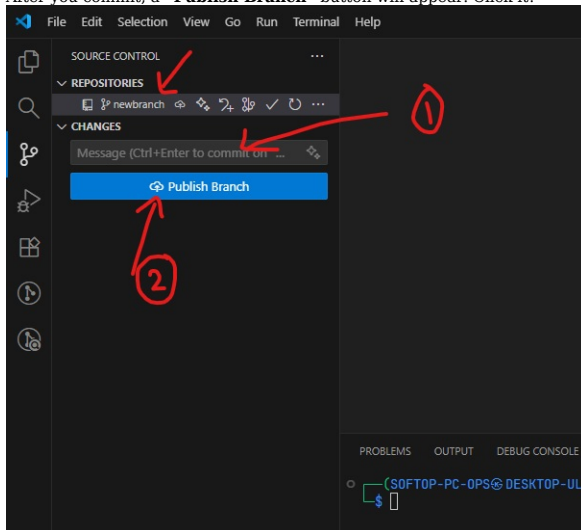 After you commit, a "Publish Branch" button will appear. Click it.
File Edit Selection View Go Run Terminal Help
SOURCE CONTROL ...
REPOSITORIES
newbranch ...
1
CHANGES
Message (Ctrl+Enter to commit on "...
Publish Branch
2
PROBLEMS OUTPUT DEBUG CONSOLE
(SOFTOP-PC-OPS㉿DESKTOP-UL
$